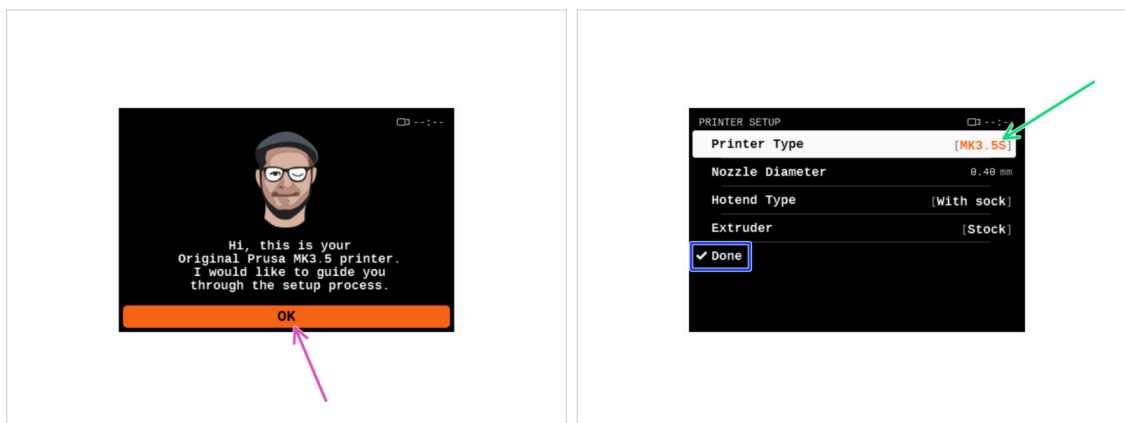 --:--
Hi, this is your
Original Prusa MK3.5 printer.
I would like to guide you
through the setup process.
OK
PRINTER SETUP
--:--
Printer Type [MK3.5S]
Nozzle Diameter 0.40 mm
Hotend Type [With sock]
Extruder [Stock]
Done